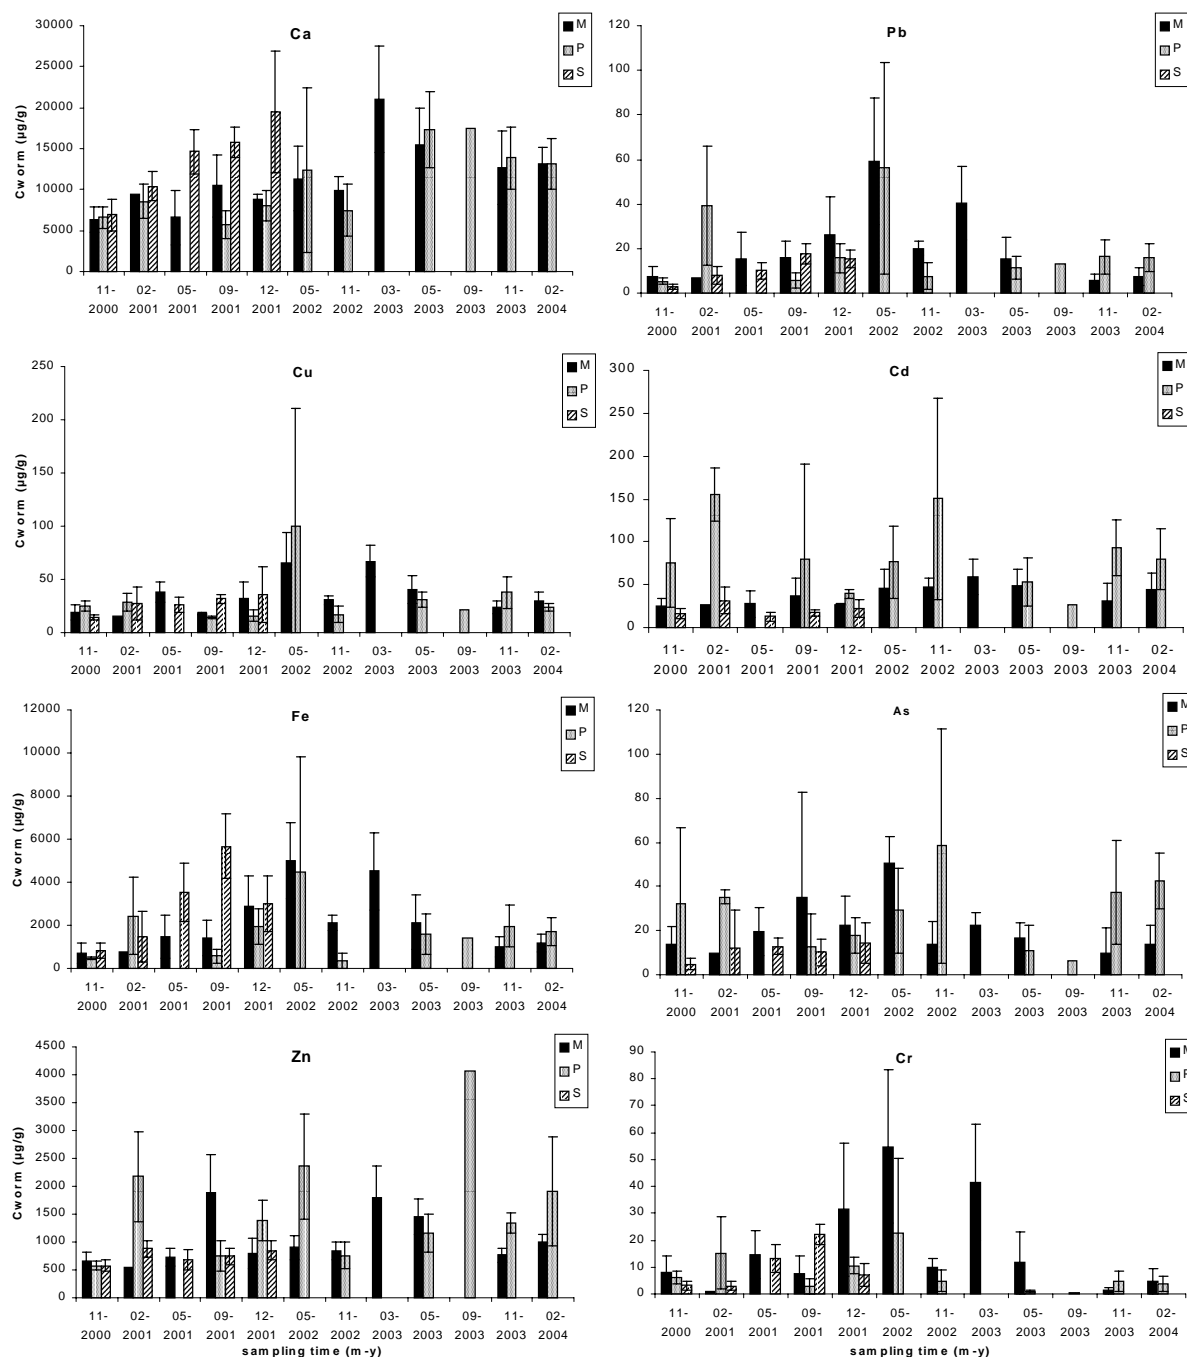 Ca
M
P
S
Cworm (µg/g)
30000
25000
20000
15000
10000
5000
0
11- 02- 05- 09- 12- 05- 11- 03- 05- 09- 11- 02-
2000 2001 2001 2001 2001 2002 2002 2003 2003 2003 2003 2004
Pb
M
P
S
120
100
80
60
40
20
0
11- 02- 05- 09- 12- 05- 11- 03- 05- 09- 11- 02-
2000 2001 2001 2001 2001 2002 2002 2003 2003 2003 2003 2004
Cu
M
P
S
Cworm (µg/g)
250
200
150
100
50
0
11- 02- 05- 09- 12- 05- 11- 03- 05- 09- 11- 02-
2000 2001 2001 2001 2001 2002 2002 2003 2003 2003 2003 2004
Cd
M
P
S
300
250
200
150
100
50
0
11- 02- 05- 09- 12- 05- 11- 03- 05- 09- 11- 02-
2000 2001 2001 2001 2001 2002 2002 2003 2003 2003 2003 2004
Fe
M
P
S
Cworm (µg/g)
12000
10000
8000
6000
4000
2000
0
11- 02- 05- 09- 12- 05- 11- 03- 05- 09- 11- 02-
2000 2001 2001 2001 2001 2002 2002 2003 2003 2003 2003 2004
As
M
P
S
120
100
80
60
40
20
0
11- 02- 05- 09- 12- 05- 11- 03- 05- 09- 11- 02-
2000 2001 2001 2001 2001 2002 2002 2003 2003 2003 2003 2004
Zn
M
P
S
Cworm (µg/g)
4500
4000
3500
3000
2500
2000
1500
1000
500
0
11- 02- 05- 09- 12- 05- 11- 03- 05- 09- 11- 02-
2000 2001 2001 2001 2001 2002 2002 2003 2003 2003 2003 2004
sampling time (m-y)
Cr
M
P
S
90
80
70
60
50
40
30
20
10
0
11- 02- 05- 09- 12- 05- 11- 03- 05- 09- 11- 02-
2000 2001 2001 2001 2001 2002 2002 2003 2003 2003 2003 2004
sampling time (m-y)